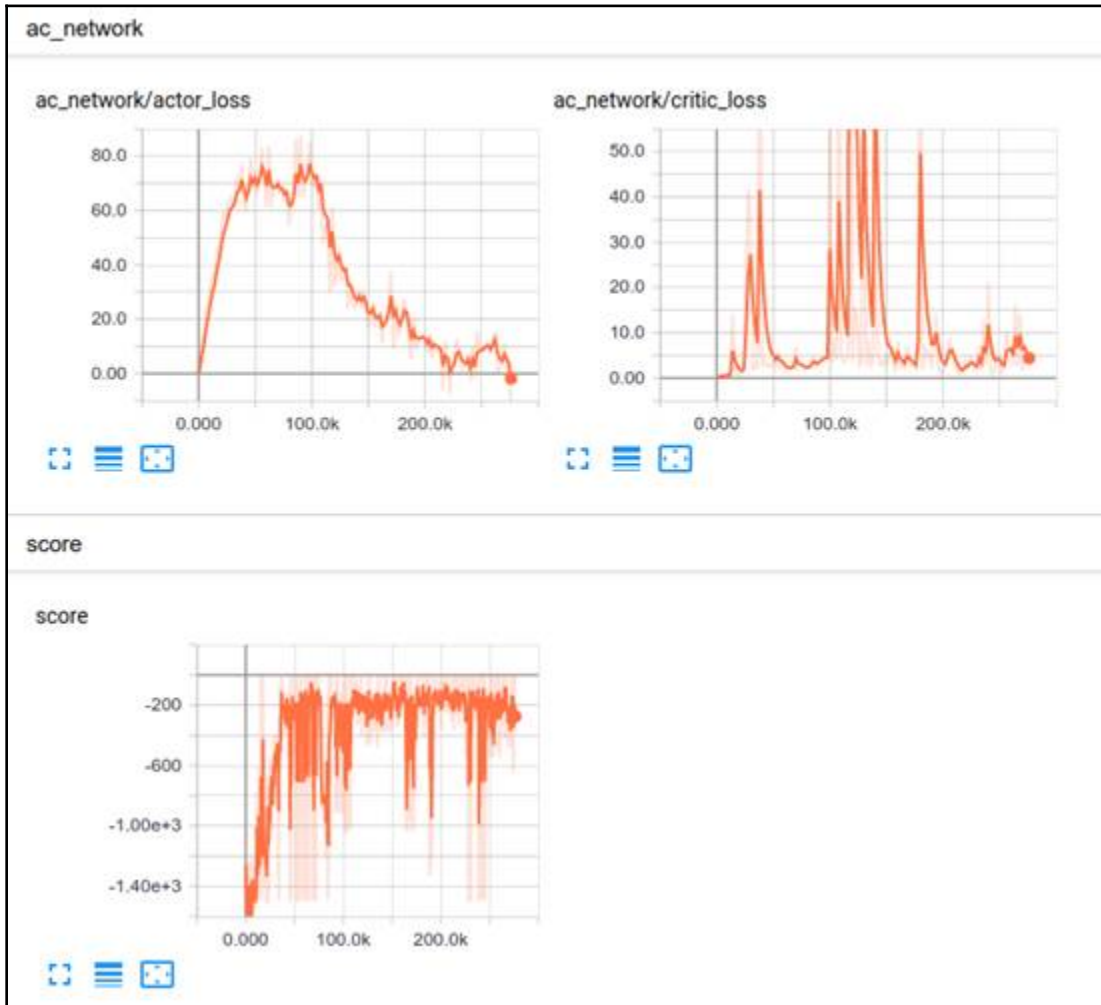 ac_network
ac_network/actor_loss
80.0
60.0
40.0
20.0
0.00
0.000 100.0k 200.0k
ac_network/critic_loss
50.0
40.0
30.0
20.0
10.0
0.00
0.000 100.0k 200.0k
score
score
-200
-600
-1.00e+3
-1.40e+3
0.000 100.0k 200.0k